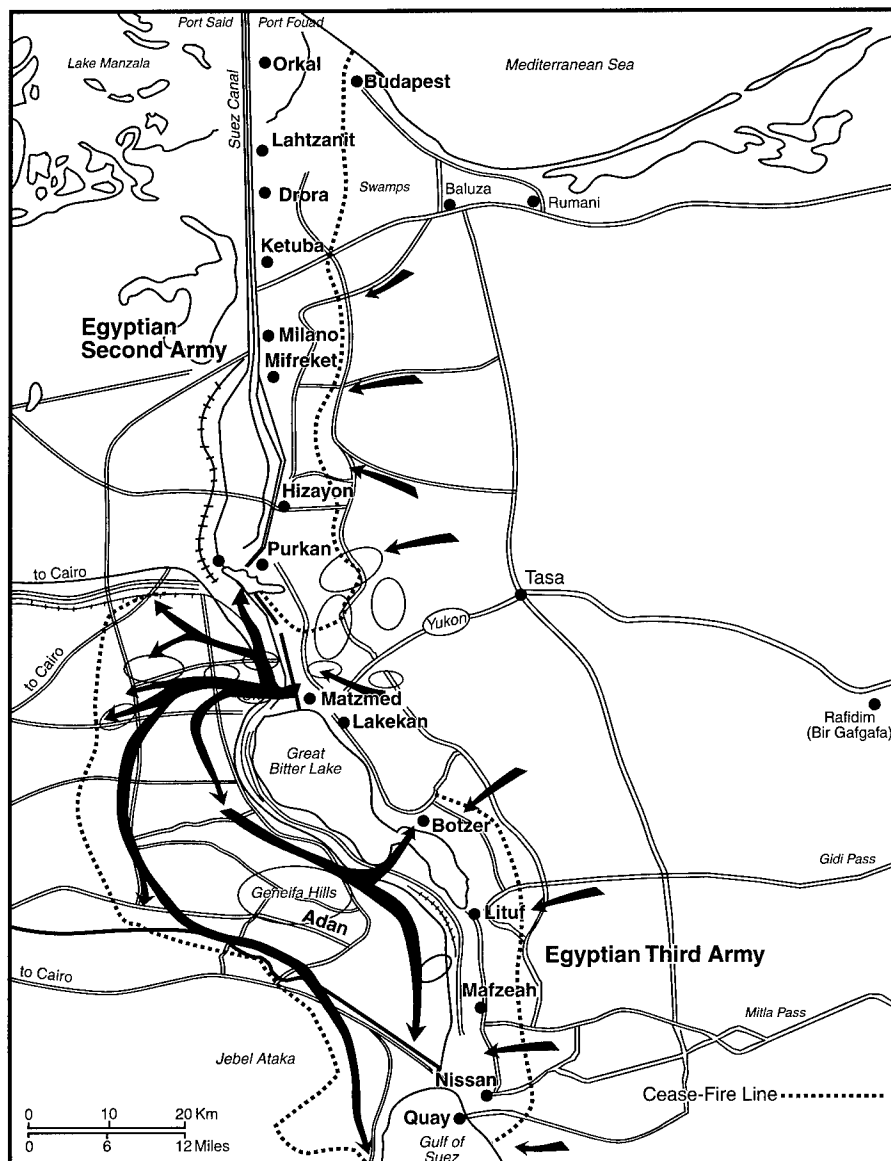 Port Said
Port Fouad
Lake Manzala
Orkal
Mediterranean Sea
Budapest
Suez Canal
Lahtzanit
Swamps
Baluza
Rumani
Drora
Ketuba
Egyptian
Second Army
Milano
Mifreket
Hizayon
Purkan
to Cairo
Tasa
Yukon
to Cairo
Matzmed
Lakekan
Rafidim
(Bir Gafgafa)
Great
Bitter Lake
Botzer
Gidi Pass
Geneifa Hills
Adan
Lituf
Egyptian Third Army
to Cairo
Mafzeah
Mitla Pass
Jebel Ataka
Nissan
Cease-Fire Line
0 10 20 Km
0 6 12 Miles
Quay
Gulf of
Suez